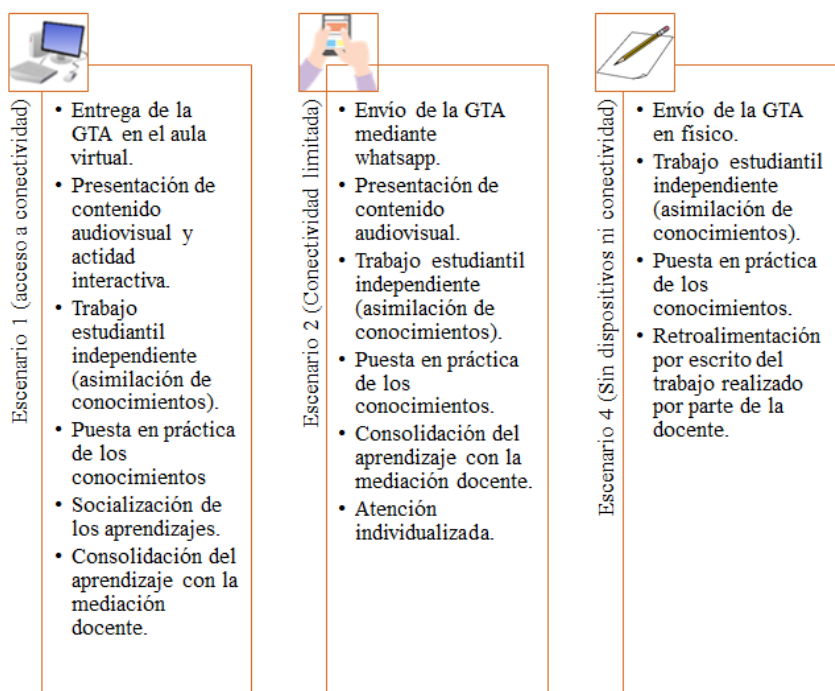 Escenario 1 (acceso a conectividad)
• Entrega de la
GTA en el aula
virtual.
• Presentación de
contenido
audiovisual y
actidad
interactiva.
• Trabajo
estudiantil
independiente
(asimilación de
conocimientos).
• Puesta en práctica
de los
conocimientos
• Socialización de
los aprendizajes.
• Consolidación del
aprendizaje con la
mediación
docente.
Escenario 2 (Conectividad limitada)
• Envío de la GTA
mediante
whatsapp.
• Presentación de
contenido
audiovisual.
• Trabajo estudiantil
independiente
(asimilación de
conocimientos).
• Puesta en práctica
de los
conocimientos.
• Consolidación del
aprendizaje con la
mediación docente.
• Atención
individualizada.
Escenario 4 (Sin dispositivos ni conectividad)
• Envío de la GTA
en físico.
• Trabajo estudiantil
independiente
(asimilación de
conocimientos).
• Puesta en práctica
de los
conocimientos.
• Retroalimentación
por escrito del
trabajo realizado
por parte de la
docente.